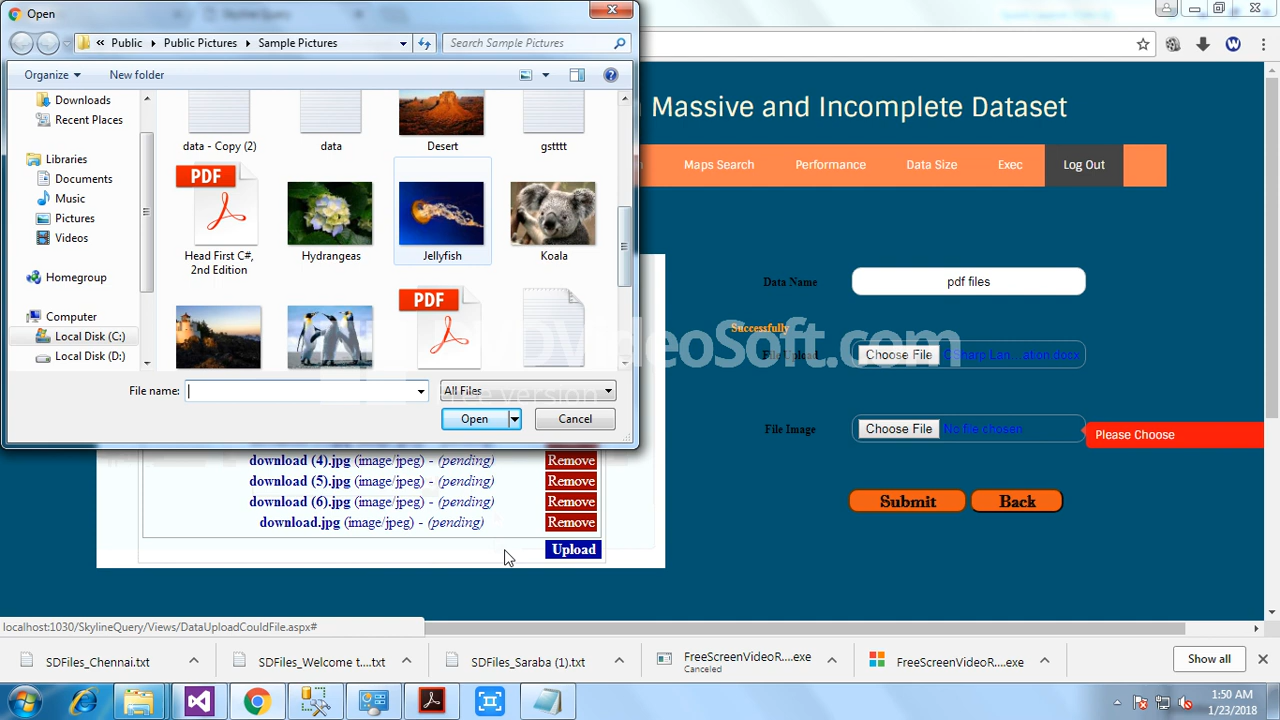 Open
« Public Public Pictures Sample Pictures
Search Sample Pictures
Organize New folder
Downloads
Recent Places
Libraries
Documents
Music
Pictures
Videos
Homegroup
Computer
Local Disk (C:)
Local Disk (D:)
data - Copy (2) data Desert gstttt
PDF
Head First C#,
2nd Edition
Hydrangeas Jellyfish Koala
PDF
File name: All Files
Open Cancel
Massive and Incomplete Dataset
Maps Search Performance Data Size Exec Log Out
Data Name pdf files
Successfully
File Upload Choose File
File Image Choose File No file chosen
Please Choose
Submit Back
download (4).jpg (image/jpeg) - (pending) Remove
download (5).jpg (image/jpeg) - (pending) Remove
download (6).jpg (image/jpeg) - (pending) Remove
download.jpg (image/jpeg) - (pending) Remove
Upload
localhost:1030/SkylineQuery/Views/DataUploadCouldFile.aspx#
SDFiles_Chennai.txt SDFiles_Welcome t....txt SDFiles_Saraba (1).txt FreeScreenVideoR....exe
Canceled
FreeScreenVideoR....exe Show all
1:50 AM
1/23/2018